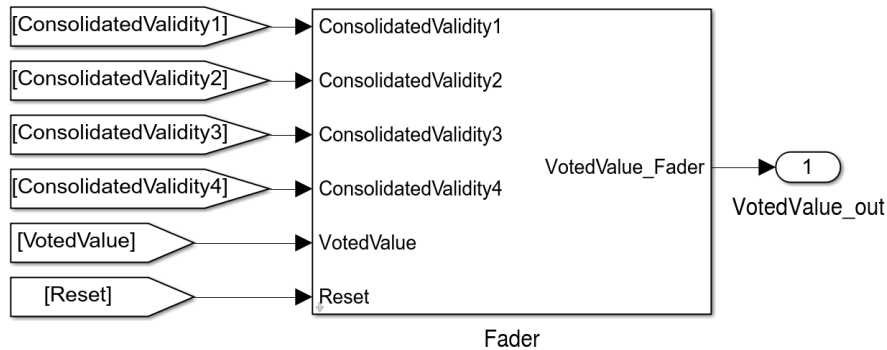 [ConsolidatedValidity1]
ConsolidatedValidity1
[ConsolidatedValidity2]
ConsolidatedValidity2
[ConsolidatedValidity3]
ConsolidatedValidity3
[ConsolidatedValidity4]
ConsolidatedValidity4
VotedValue_Fader
1
VotedValue_out
[VotedValue]
VotedValue
[Reset]
Reset
Fader